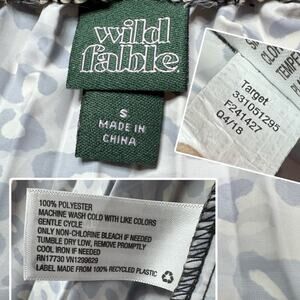 wild
fable
S
MADE IN
CHINA
TEMPE
Target
331051295
F241427
Q4/18
100% POLYESTER
MACHINE WASH COLD WITH LIKE COLORS
GENTLE CYCLE
ONLY NON-CHLORINE BLEACH IF NEEDED
TUMBLE DRY LOW, REMOVE PROMPTLY
COOL IRON IF NEEDED
RN17730 VN1299629
LABEL MADE FROM 100% RECYCLED PLASTIC